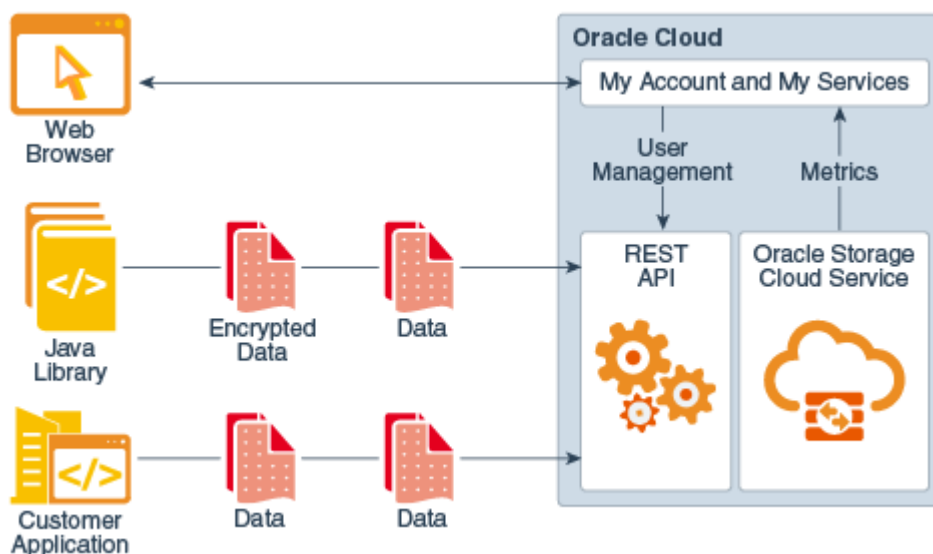 Oracle Cloud
My Account and My Services
Web
Browser
User
Management
Metrics
Java
Library
</>
Encrypted
Data
Data
REST
API
Oracle Storage
Cloud Service
Customer
Application
</>
Data
Data